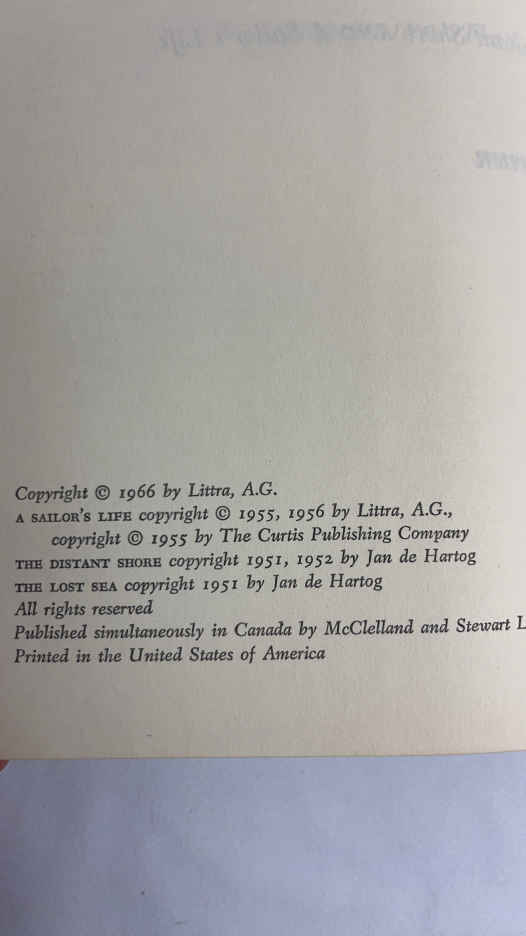 Copyright © 1966 by Littra, A.G.
A SAILOR'S LIFE copyright © 1955, 1956 by Littra, A.G.,
copyright © 1955 by The Curtis Publishing Company
THE DISTANT SHORE copyright 1951, 1952 by Jan de Hartog
THE LOST SEA copyright 1951 by Jan de Hartog
All rights reserved
Published simultaneously in Canada by McClelland and Stewart L
Printed in the United States of America